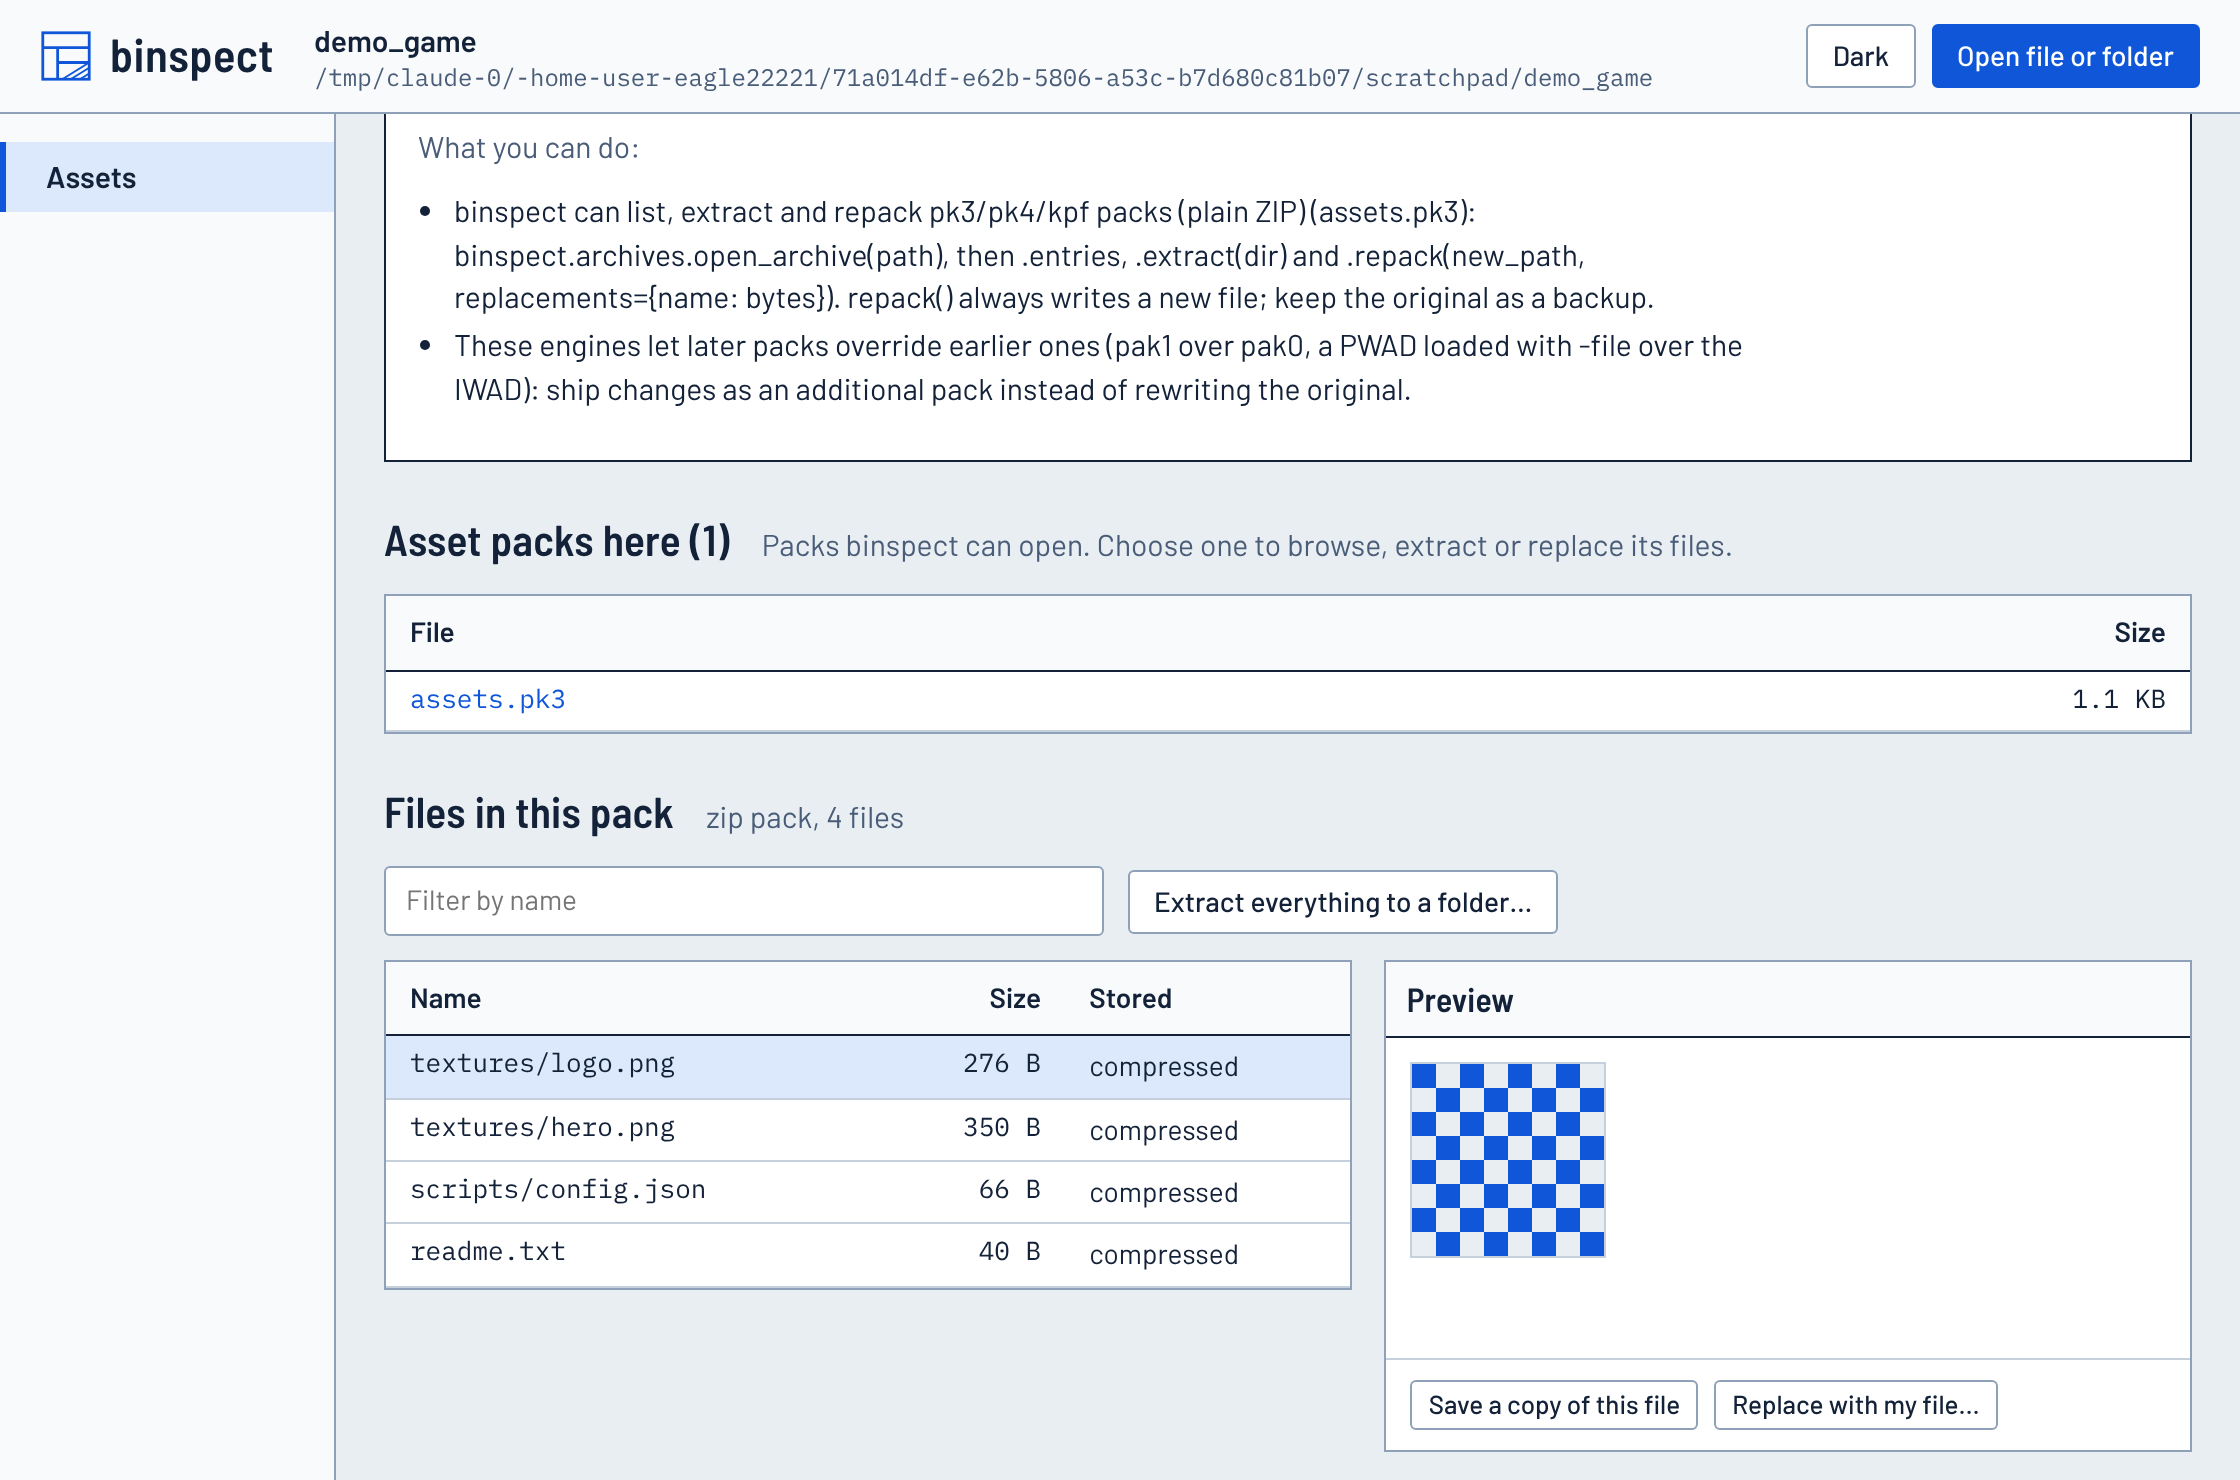 binspect
demo_game
/tmp/claude-0/-home-user-eagle22221/71a014df-e62b-5806-a53c-b7d680c81b07/scratchpad/demo_game
Dark
Open file or folder
Assets
What you can do:
binspect can list, extract and repack pk3/pk4/kpf packs (plain ZIP) (assets.pk3):
binspect.archives.open_archive(path), then .entries, .extract(dir) and .repack(new_path,
replacements={name: bytes}). repack() always writes a new file; keep the original as a backup.
These engines let later packs override earlier ones (pak1 over pak0, a PWAD loaded with -file over the
IWAD): ship changes as an additional pack instead of rewriting the original.
Asset packs here (1) Packs binspect can open. Choose one to browse, extract or replace its files.
File Size
assets.pk3 1.1 KB
Files in this pack zip pack, 4 files
Filter by name
Extract everything to a folder...
Name Size Stored
textures/logo.png 276 B compressed
textures/hero.png 350 B compressed
scripts/config.json 66 B compressed
readme.txt 40 B compressed
Preview
Save a copy of this file
Replace with my file...